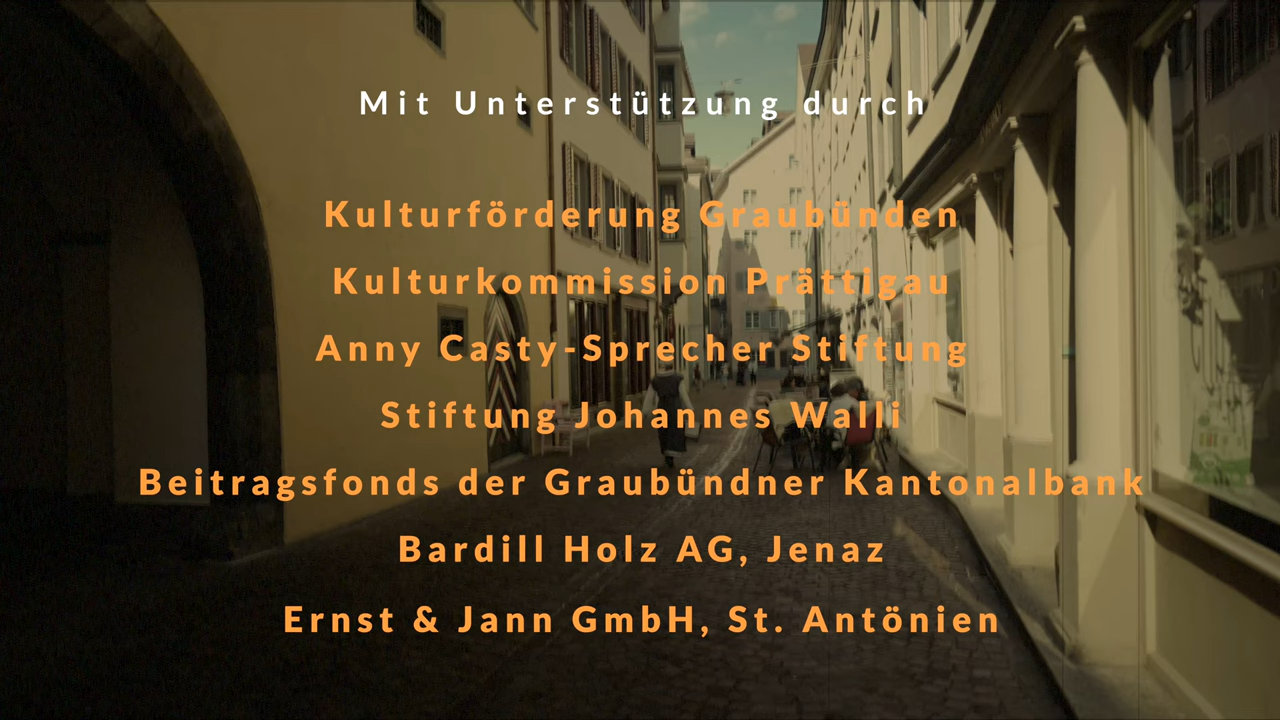 Mit Unterstützung durch
Kulturförderung Graubünden
Kulturkommission Prättigau
Anny Casty-Sprecher Stiftung
Stiftung Johannes Walli
Beitragsfonds der Graubündner Kantonalbank
Bardill Holz AG, Jenaz
Ernst & Jann GmbH, St. Antönien